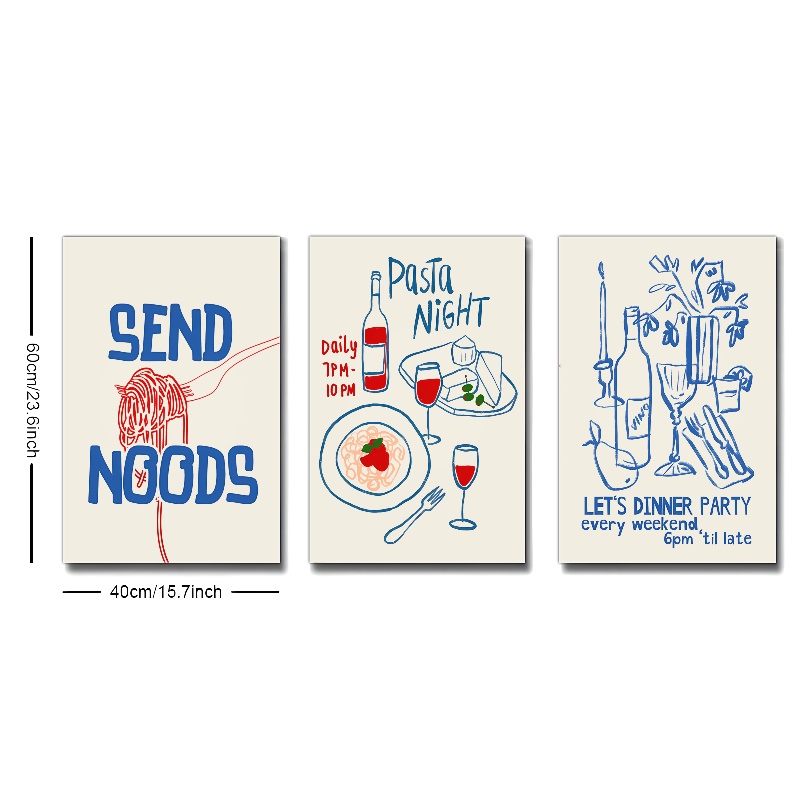 60cm/23.6inch
40cm/15.7inch
SEND
NOODS
Pasta
NIGHT
Daily
7PM-
10PM
VINO
LET'S DINNER PARTY
every weekend
6pm 'til late